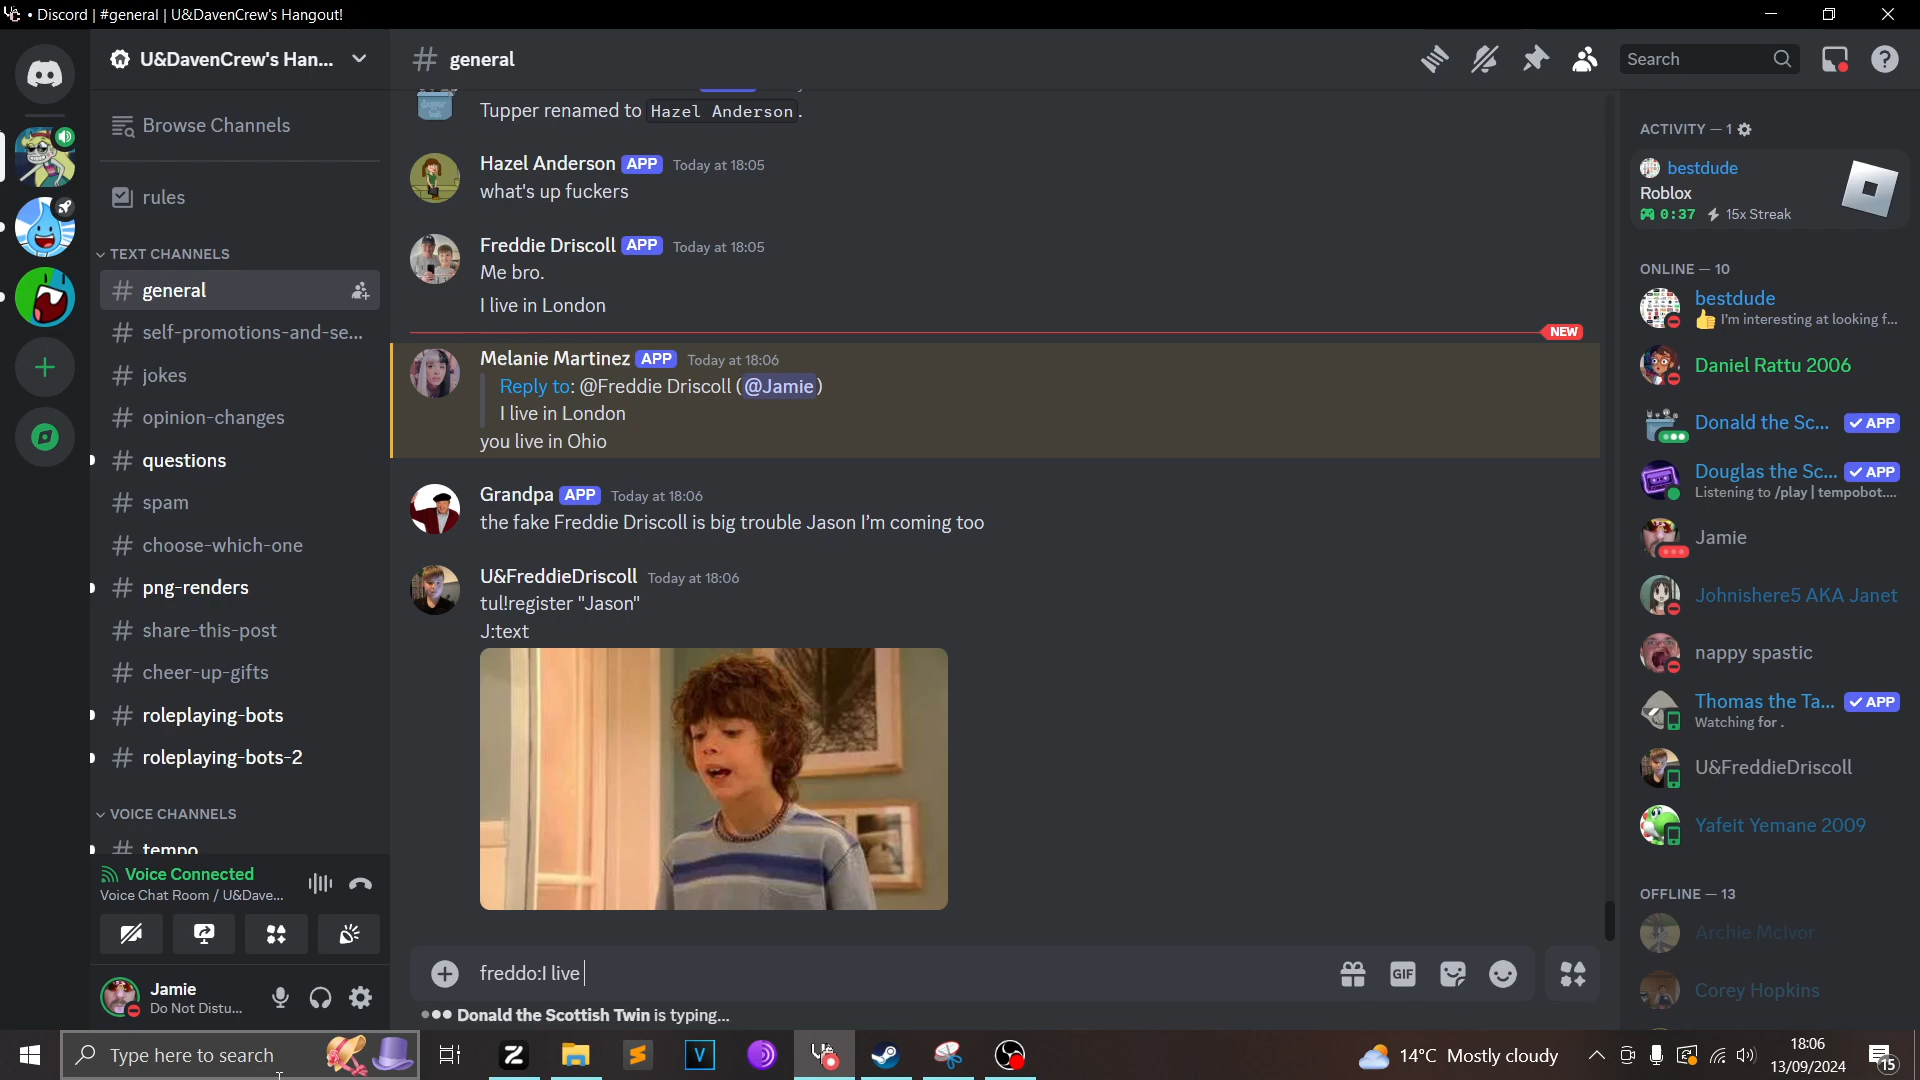 • Discord | #general | U&DavenCrew's Hangout!
U&DavenCrew's Han...
Browse Channels
rules
TEXT CHANNELS
general
self-promotions-and-se...
jokes
opinion-changes
questions
spam
choose-which-one
png-renders
share-this-post
cheer-up-gifts
roleplaying-bots
roleplaying-bots-2
VOICE CHANNELS
tempo
Voice Connected
Voice Chat Room / U&Dave...
Jamie
Do Not Distu...
# general
Search
Tupper renamed to Hazel Anderson.
Hazel Anderson APP Today at 18:05
what's up fuckers
Freddie Driscoll APP Today at 18:05
Me bro.
I live in London
NEW
Melanie Martinez APP Today at 18:06
Reply to: @Freddie Driscoll (@Jamie)
I live in London
you live in Ohio
Grandpa APP Today at 18:06
the fake Freddie Driscoll is big trouble Jason I'm coming too
U&FreddieDriscoll Today at 18:06
tul!register "Jason"
J:text
freddo:I live
GIF
Donald the Scottish Twin is typing...
ACTIVITY — 1
bestdude
Roblox
0:37 15x Streak
ONLINE — 10
bestdude
👍 I'm interesting at looking f...
Daniel Rattu 2006
Donald the Sc... ✓ APP
Douglas the Sc... ✓ APP
Listening to /play | tempobot....
Jamie
Johnishere5 AKA Janet
nappy spastic
Thomas the Ta... ✓ APP
Watching for .
U&FreddieDriscoll
Yafeit Yemane 2009
OFFLINE — 13
Archie McIvor
Corey Hopkins
Type here to search
14°C Mostly cloudy
18:06
13/09/2024
15